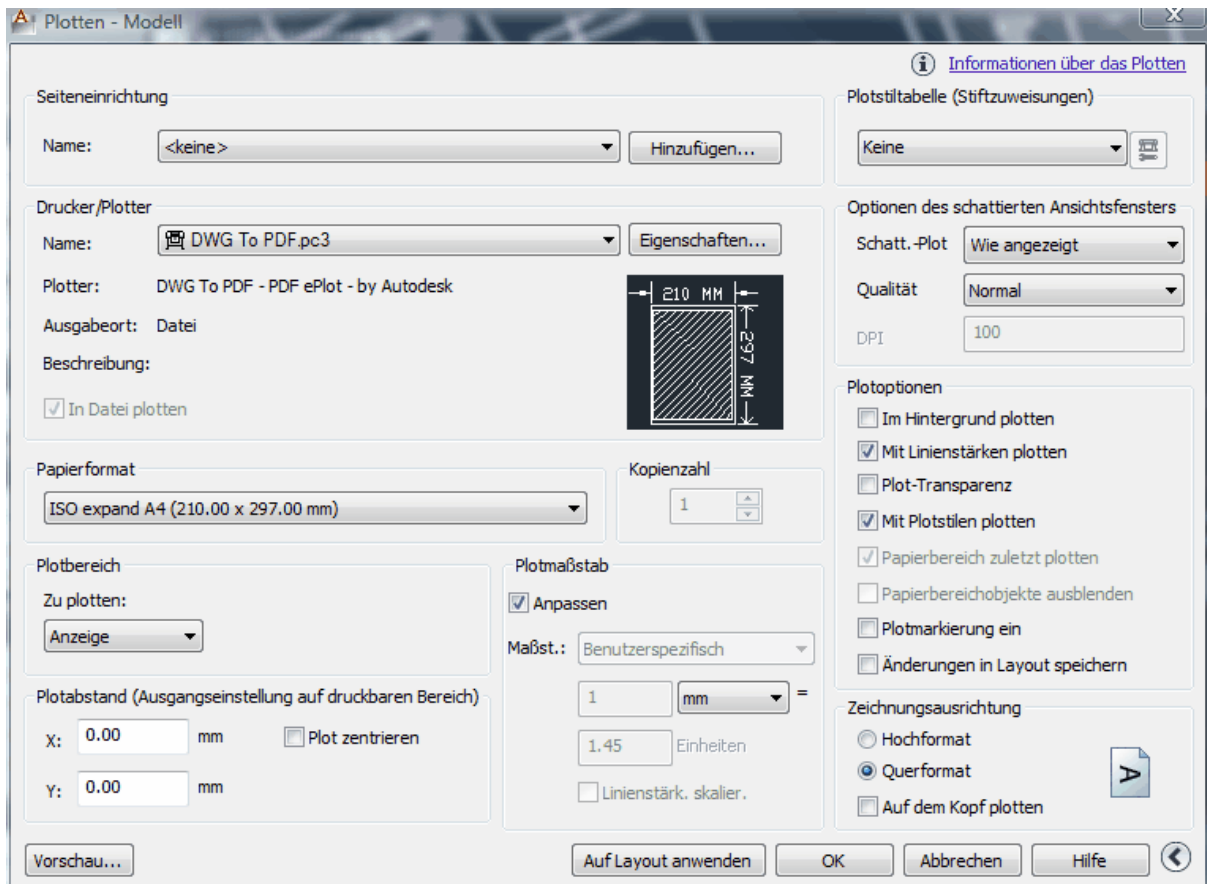 Plotten - Modell
Informationen über das Plotten
Seiteneinrichtung
Name: <keine> Hinzufügen...
Plotstiltabelle (Stiftzuweisungen)
Keine
Drucker/Plotter
Name: DWG To PDF.pc3 Eigenschaften...
Plotter: DWG To PDF - PDF ePlot - by Autodesk
Ausgabeort: Datei
Beschreibung:
In Datei plotten
210 MM
297 MM
Optionen des schattierten Ansichtsfensters
Schatt.-Plot Wie angezeigt
Qualität Normal
DPI 100
Papierformat
ISO expand A4 (210.00 x 297.00 mm)
Kopienzahl
1
Plotoptionen
Im Hintergrund plotten
Mit Linienstärken plotten
Plot-Transparenz
Mit Plotstilen plotten
Papierbereich zuletzt plotten
Papierbereichobjekte ausblenden
Plotmarkierung ein
Änderungen in Layout speichern
Plotbereich
Zu plotten:
Anzeige
Plotmaßstab
Anpassen
Maßst.: Benutzerspezifisch
1 mm =
1.45 Einheiten
Linienstärk. skalier.
Plotabstand (Ausgangseinstellung auf druckbaren Bereich)
X: 0.00 mm Plot zentrieren
Y: 0.00 mm
Zeichnungsausrichtung
Hochformat
Querformat
Auf dem Kopf plotten
A
Vorschau... Auf Layout anwenden OK Abbrechen Hilfe